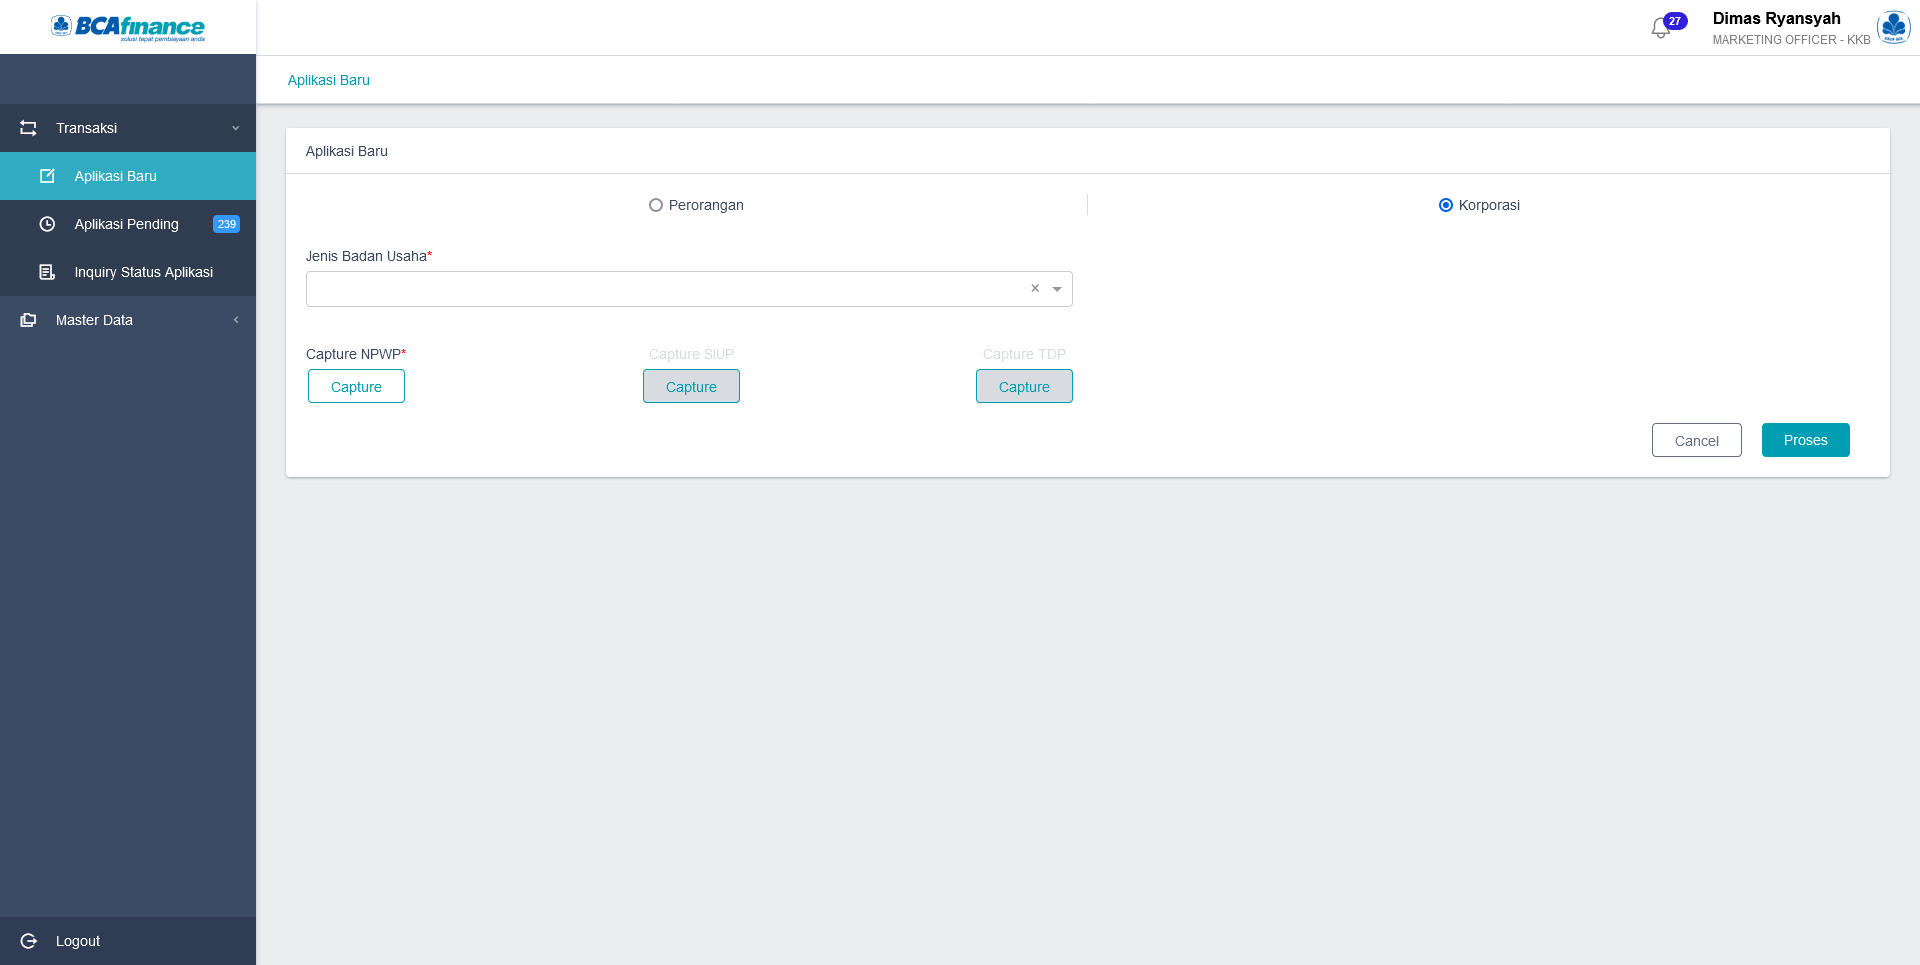 BCAfinance
solusi tepat pembiayaan anda
27
Dimas Ryansyah
MARKETING OFFICER - KKB
Aplikasi Baru
Transaksi
Aplikasi Baru
Aplikasi Pending 239
Inquiry Status Aplikasi
Master Data
Logout
Aplikasi Baru
Perorangan Korporasi
Jenis Badan Usaha*
×
Capture NPWP* Capture SIUP Capture TDP
Capture Capture Capture
Cancel Proses